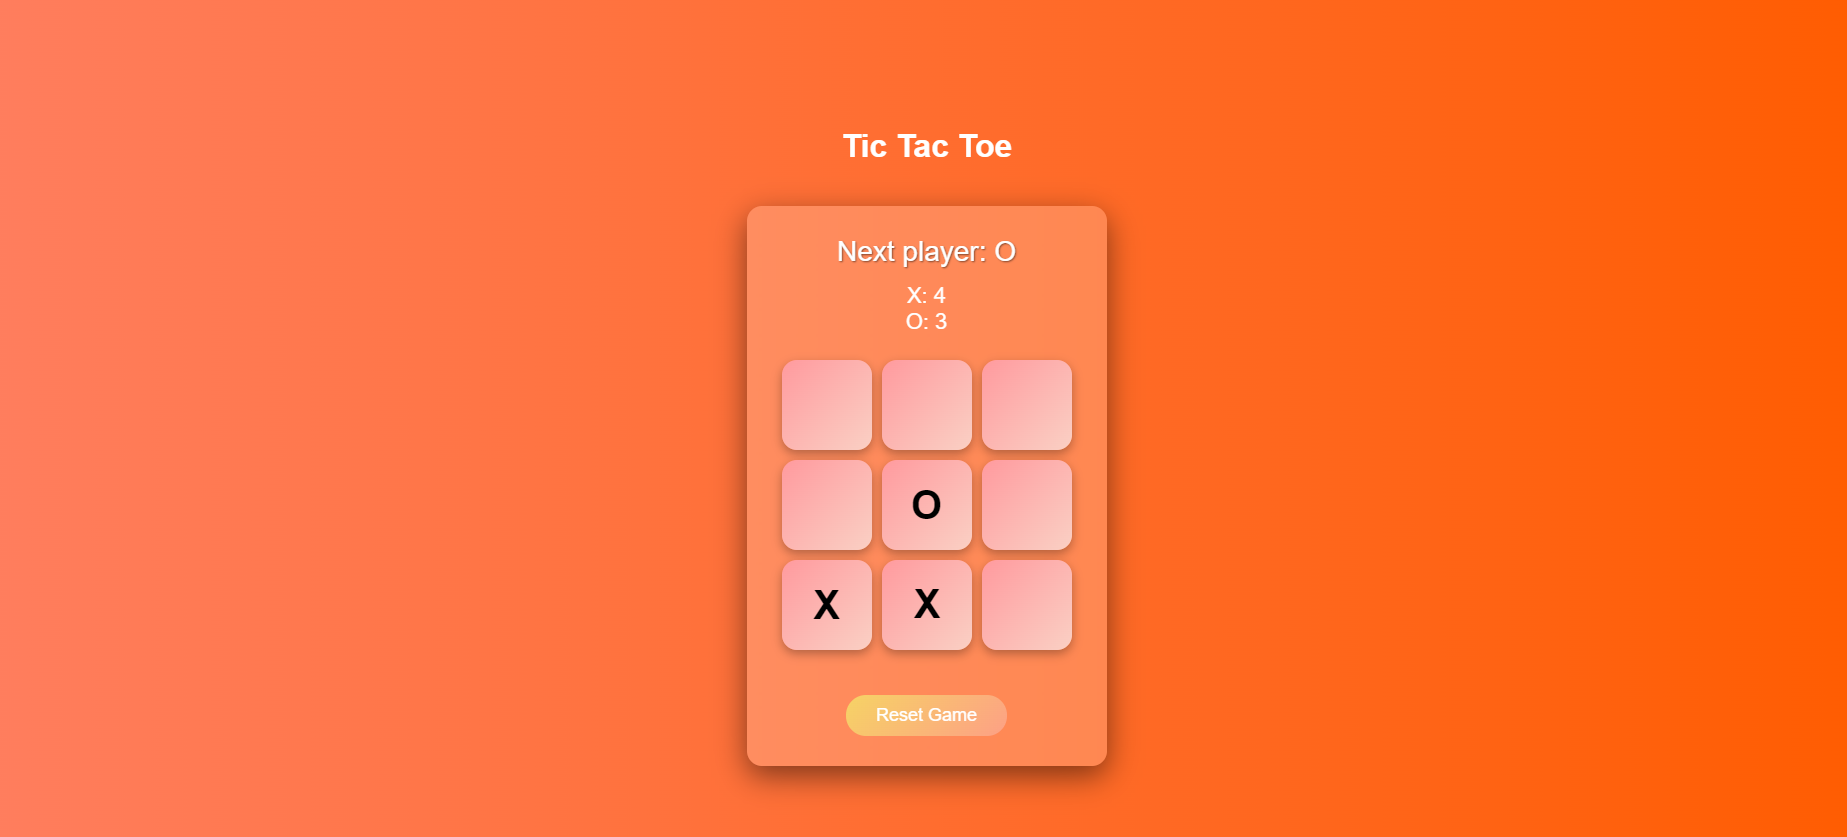 Tic Tac Toe
Next player: O
X: 4
O: 3
O
X X
Reset Game